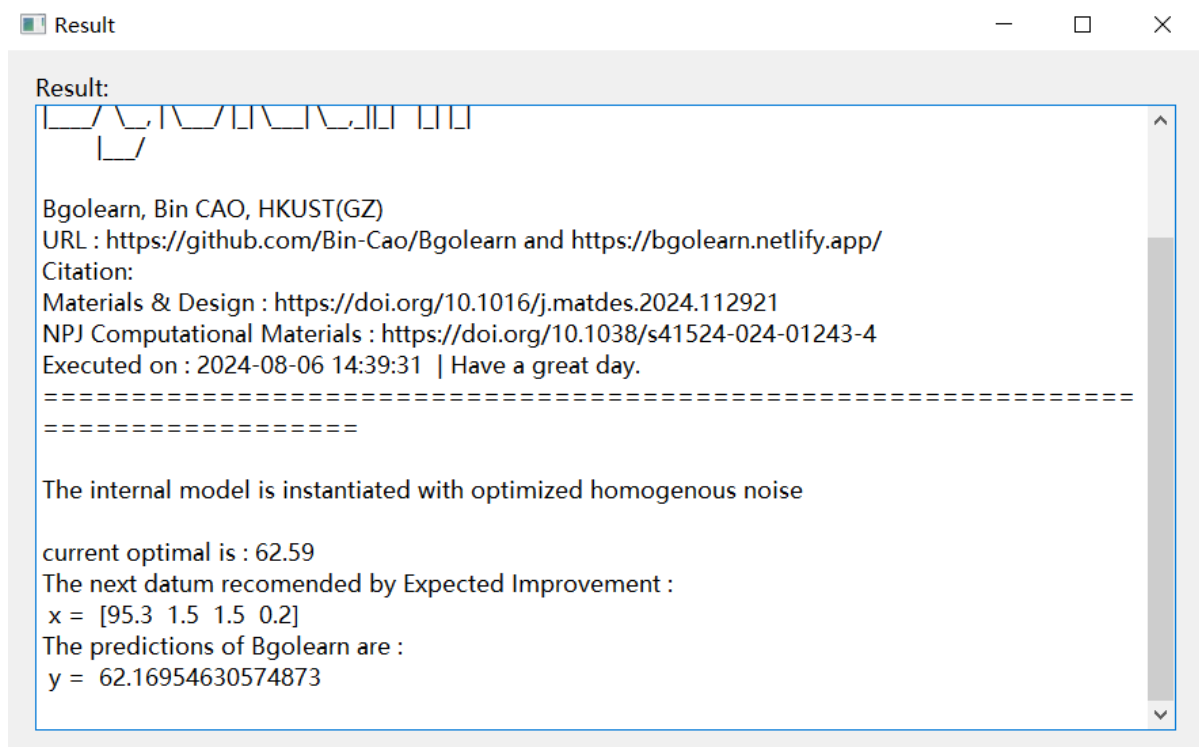 Result
Result:
|____/ \__, | \___/ |_| \___| \__,_||_|   |_| |_|
       |___/
Bgolearn, Bin CAO, HKUST(GZ)
URL : https://github.com/Bin-Cao/Bgolearn and https://bgolearn.netlify.app/
Citation:
Materials & Design : https://doi.org/10.1016/j.matdes.2024.112921
NPJ Computational Materials : https://doi.org/10.1038/s41524-024-01243-4
Executed on : 2024-08-06 14:39:31  | Have a great day.
==============================================================
==================
The internal model is instantiated with optimized homogenous noise
current optimal is : 62.59
The next datum recomended by Expected Improvement :
x =  [95.3  1.5  1.5  0.2]
The predictions of Bgolearn are :
y =  62.16954630574873